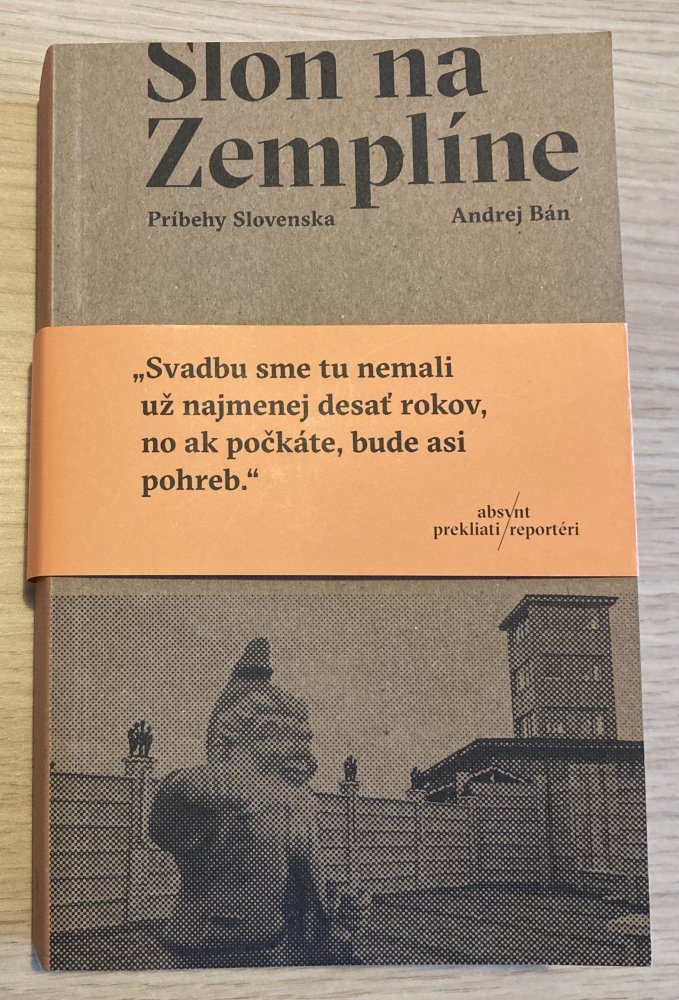 Slon na
Zemplíne
Príbehy Slovenska
Andrej Bán
„Svadbu sme tu nemali
už najmenej desať rokov,
no ak počkáte, bude asi
pohreb.“
absynt
prekliati/reportéri